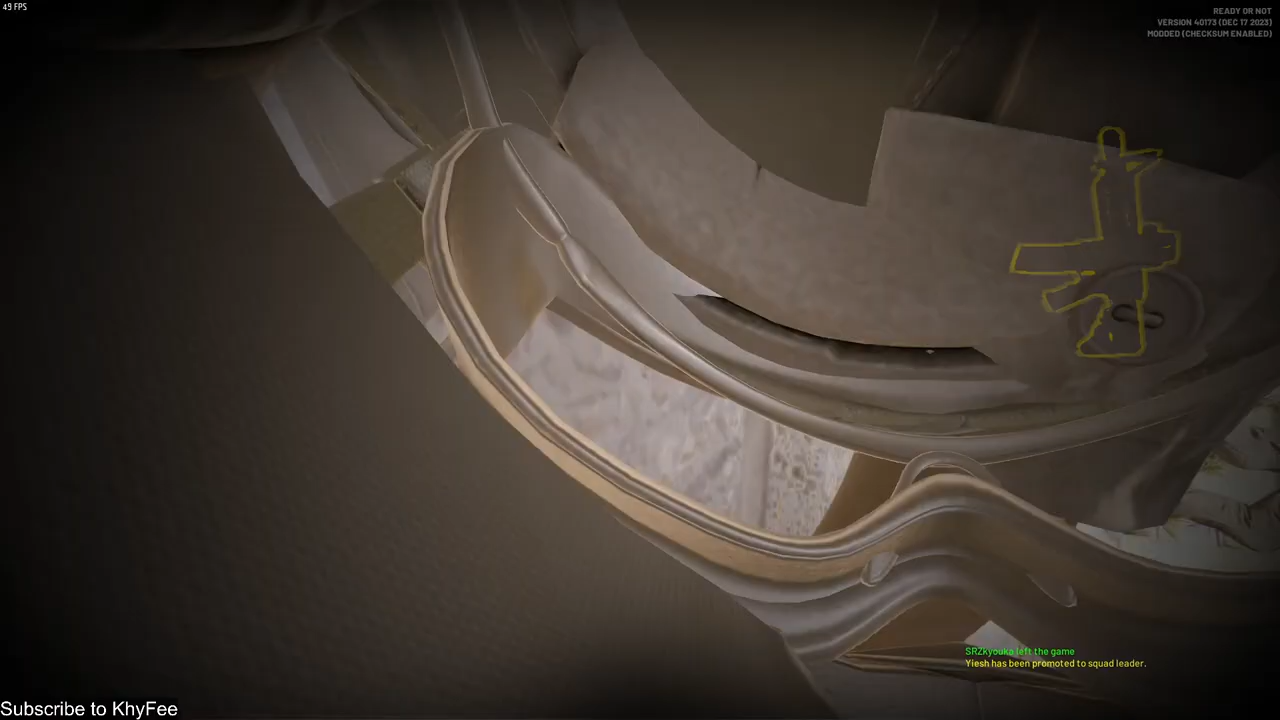 49 FPS
READY OR NOT
VERSION 40173 (DEC 17 2023)
MODDED (CHECKSUM ENABLED)
SRZkyouka left the game
Yiesh has been promoted to squad leader.
Subscribe to KhyFee